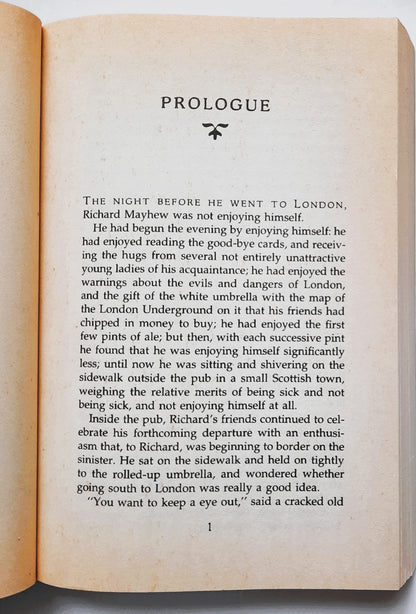 PROLOGUE
THE NIGHT BEFORE HE WENT TO LONDON,
Richard Mayhew was not enjoying himself.
He had begun the evening by enjoying himself: he
had enjoyed reading the good-bye cards, and receiv-
ing the hugs from several not entirely unattractive
young ladies of his acquaintance; he had enjoyed the
warnings about the evils and dangers of London,
and the gift of the white umbrella with the map of
the London Underground on it that his friends had
chipped in money to buy; he had enjoyed the first
few pints of ale; but then, with each successive pint
he found that he was enjoying himself significantly
less; until now he was sitting and shivering on the
sidewalk outside the pub in a small Scottish town,
weighing the relative merits of being sick and not
being sick, and not enjoying himself at all.
Inside the pub, Richard's friends continued to cel-
ebrate his forthcoming departure with an enthusi-
asm that, to Richard, was beginning to border on the
sinister. He sat on the sidewalk and held on tightly
to the rolled-up umbrella, and wondered whether
going south to London was really a good idea.
"You want to keep a eye out," said a cracked old
1